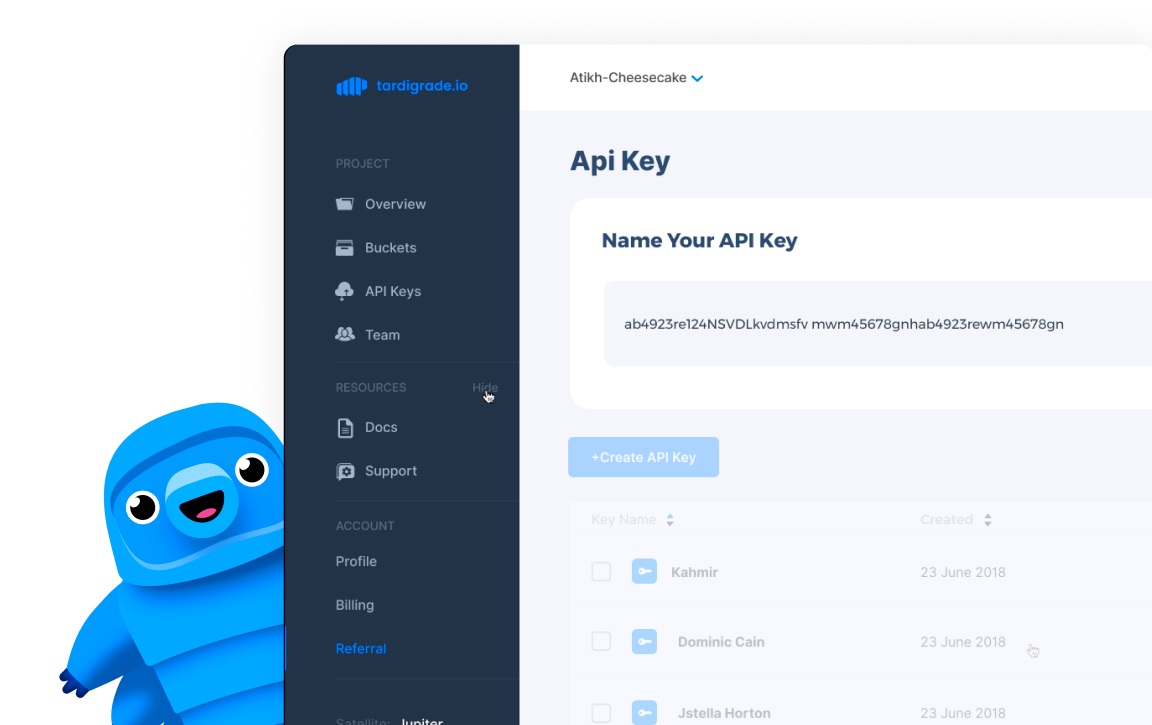 tardigrade.io
Atikh-Cheesecake
PROJECT
Overview
Buckets
API Keys
Team
RESOURCES Hide
Docs
Support
ACCOUNT
Profile
Billing
Referral
Satellite: Jupiter
Api Key
Name Your API Key
ab4923re124NSVDLkvdmsfv mwm45678gnhab4923rewm45678gn
+Create API Key
Key Name Created
Kahmir 23 June 2018
Dominic Cain 23 June 2018
Jstella Horton 23 June 2018